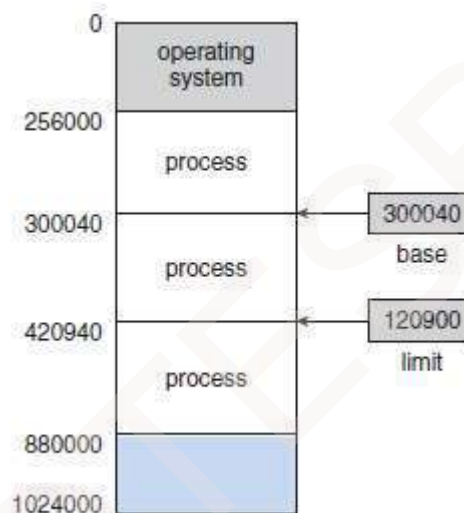 0
operating
system
256000
process
300040
300040
base
process
420940
120900
limit
process
880000
1024000